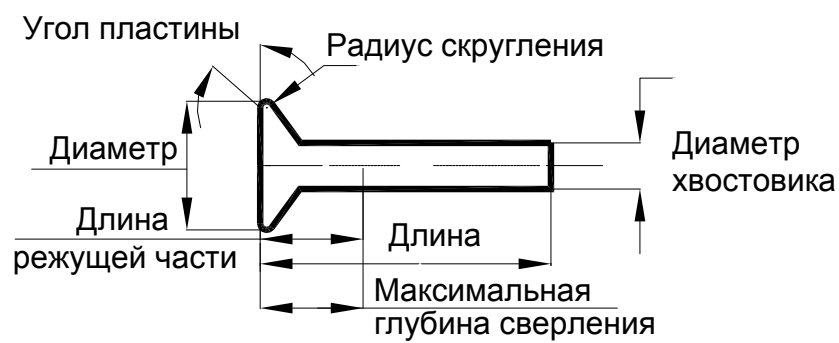 Угол пластины
Радиус скругления
Диаметр
Диаметр
хвостовика
Длина
режущей части
Длина
Максимальная
глубина сверления